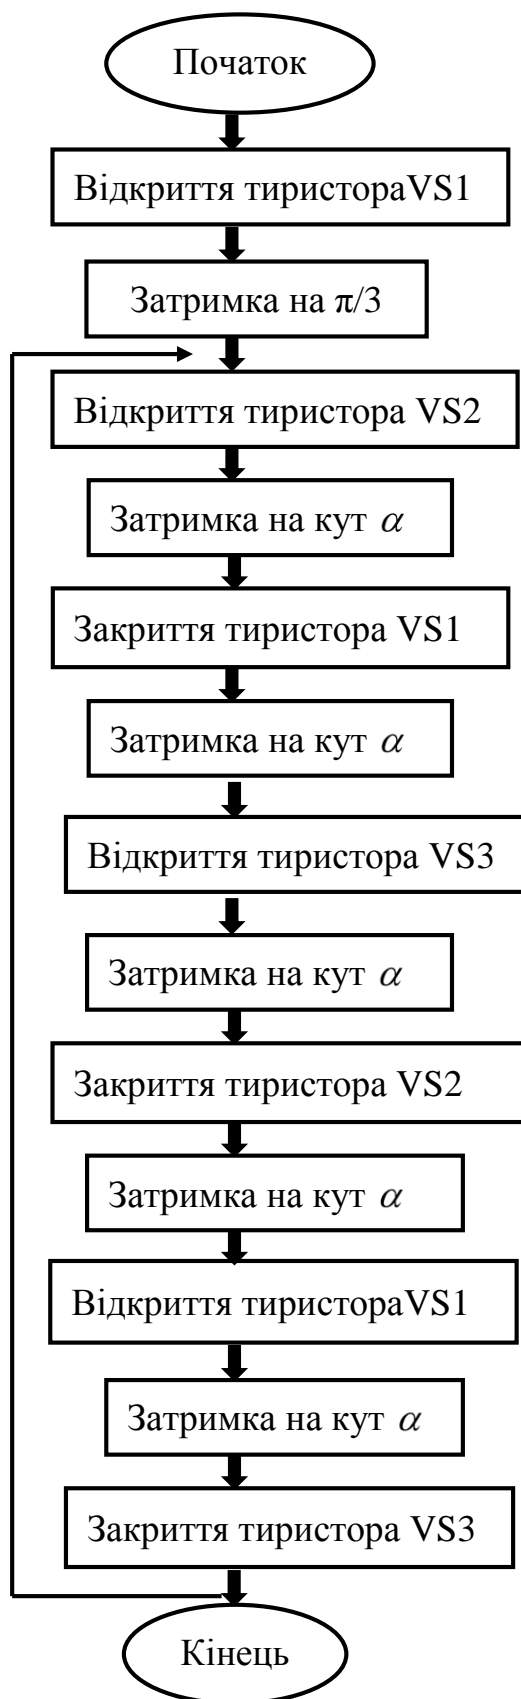 Початок
Відкриття тиристораVS1
Затримка на π/3
Відкриття тиристора VS2
Затримка на кут α
Закриття тиристора VS1
Затримка на кут α
Відкриття тиристора VS3
Затримка на кут α
Закриття тиристора VS2
Затримка на кут α
Відкриття тиристораVS1
Затримка на кут α
Закриття тиристора VS3
Кінець